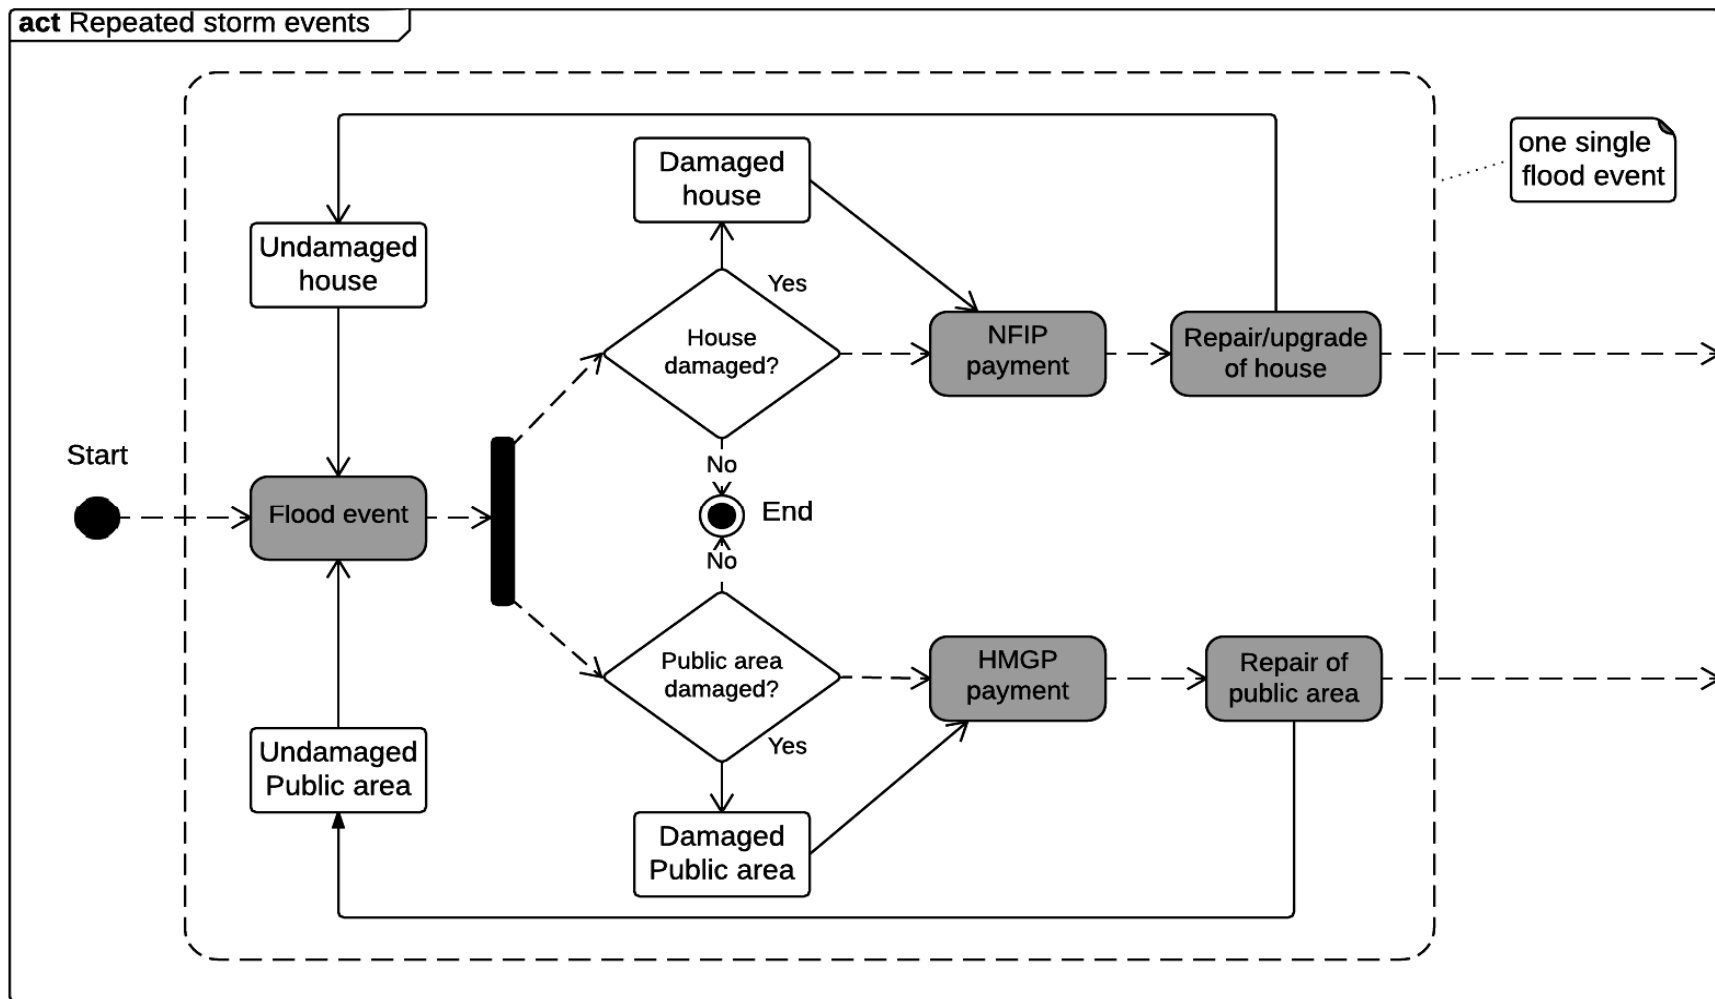 act Repeated storm events
one single
flood event
Damaged
house
Undamaged
house
Yes
House
damaged?
NFIP
payment
Repair/upgrade
of house
Start
No
Flood event
End
No
Public area
damaged?
HMGP
payment
Repair of
public area
Yes
Undamaged
Public area
Damaged
Public area